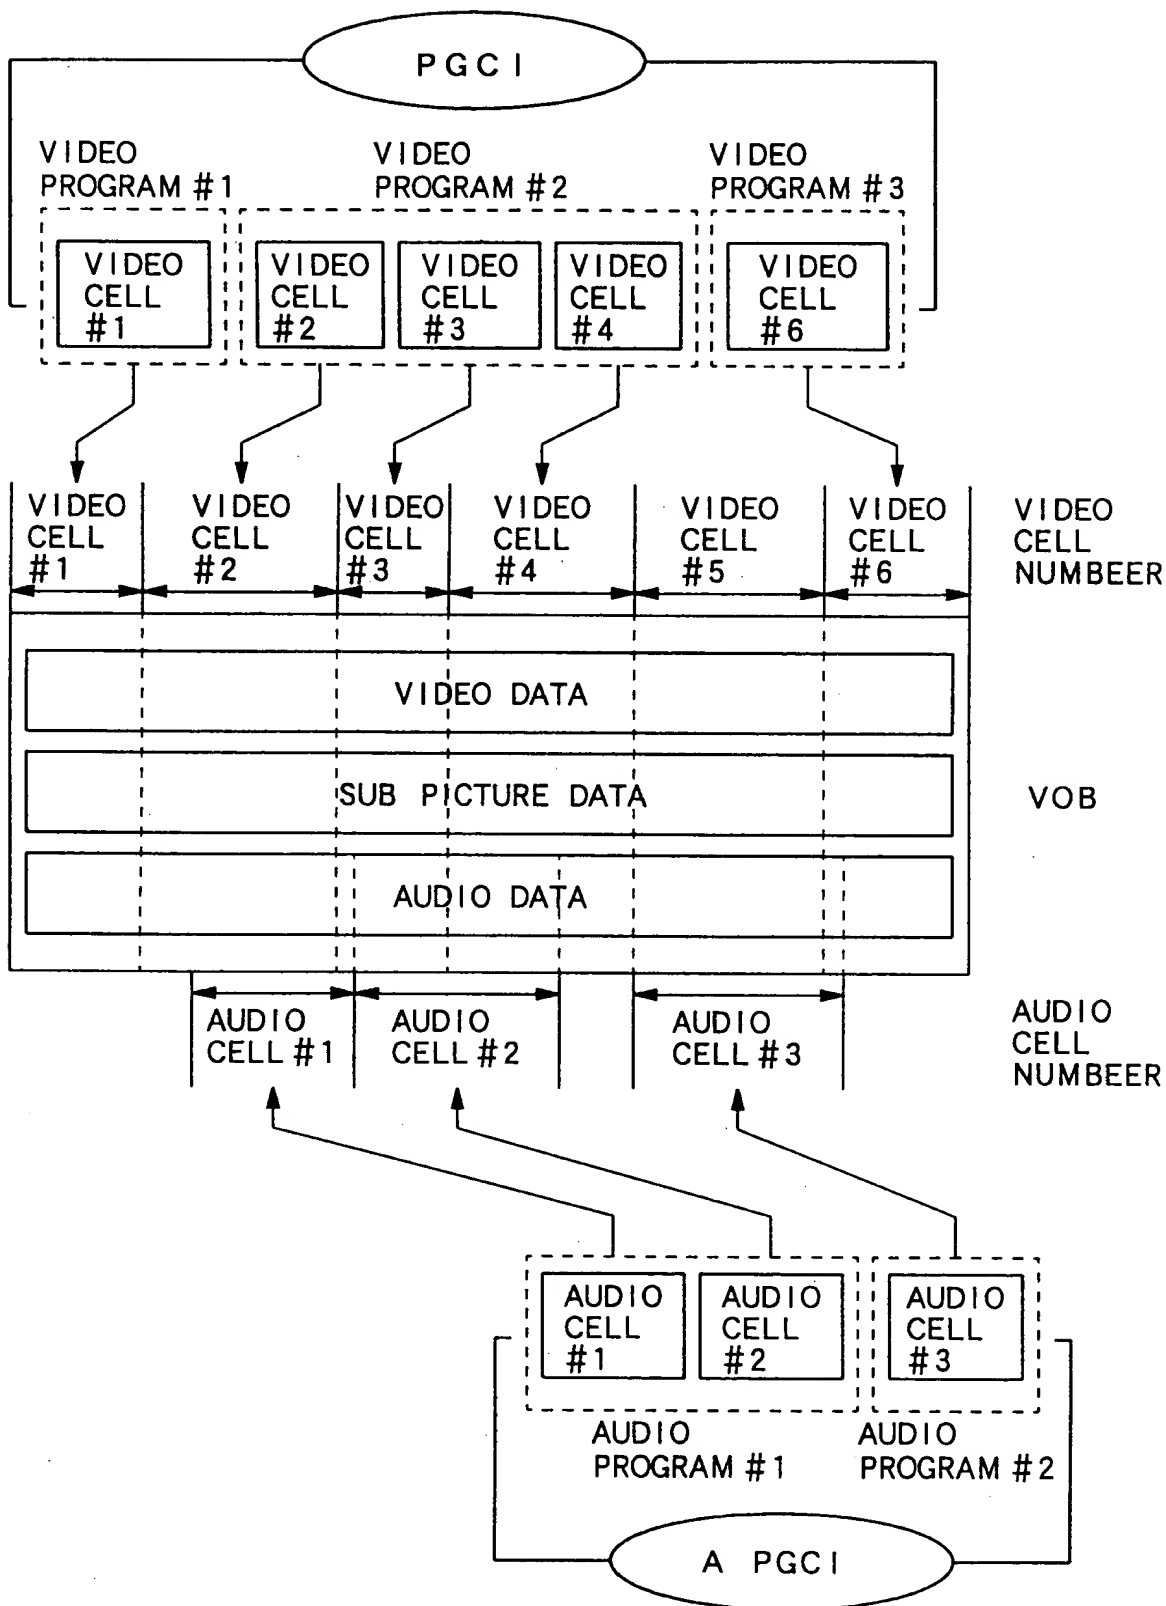 PGCI
VIDEO
PROGRAM #1
VIDEO
PROGRAM #2
VIDEO
PROGRAM #3
VIDEO
CELL
#1
VIDEO
CELL
#2
VIDEO
CELL
#3
VIDEO
CELL
#4
VIDEO
CELL
#6
VIDEO
CELL
#1
VIDEO
CELL
#2
VIDEO
CELL
#3
VIDEO
CELL
#4
VIDEO
CELL
#5
VIDEO
CELL
#6
VIDEO
CELL
NUMBEER
VIDEO DATA
SUB PICTURE DATA
VOB
AUDIO DATA
AUDIO
CELL #1
AUDIO
CELL #2
AUDIO
CELL #3
AUDIO
CELL
NUMBEER
AUDIO
CELL
#1
AUDIO
CELL
#2
AUDIO
CELL
#3
AUDIO
PROGRAM #1
AUDIO
PROGRAM #2
A PGCI